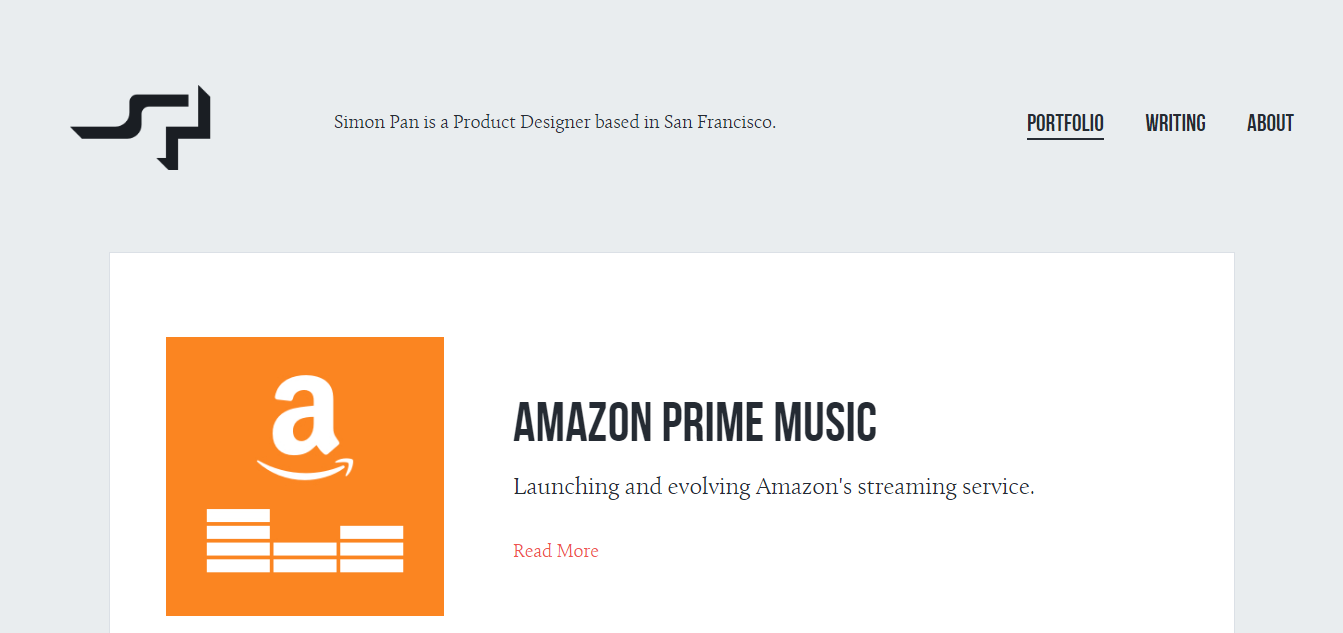 Simon Pan is a Product Designer based in San Francisco.
PORTFOLIO WRITING ABOUT
a
AMAZON PRIME MUSIC
Launching and evolving Amazon's streaming service.
Read More